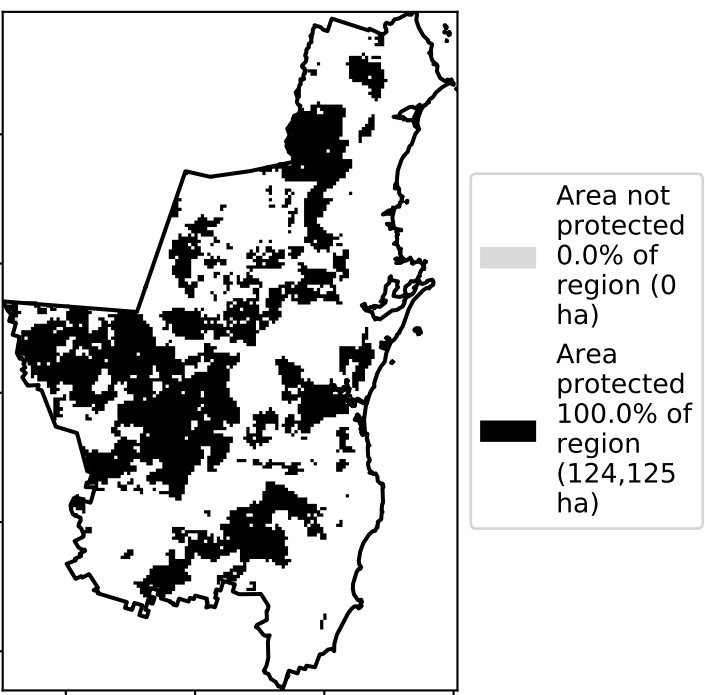 Area not
protected
0.0% of
region (0
ha)
Area
protected
100.0% of
region
(124,125
ha)